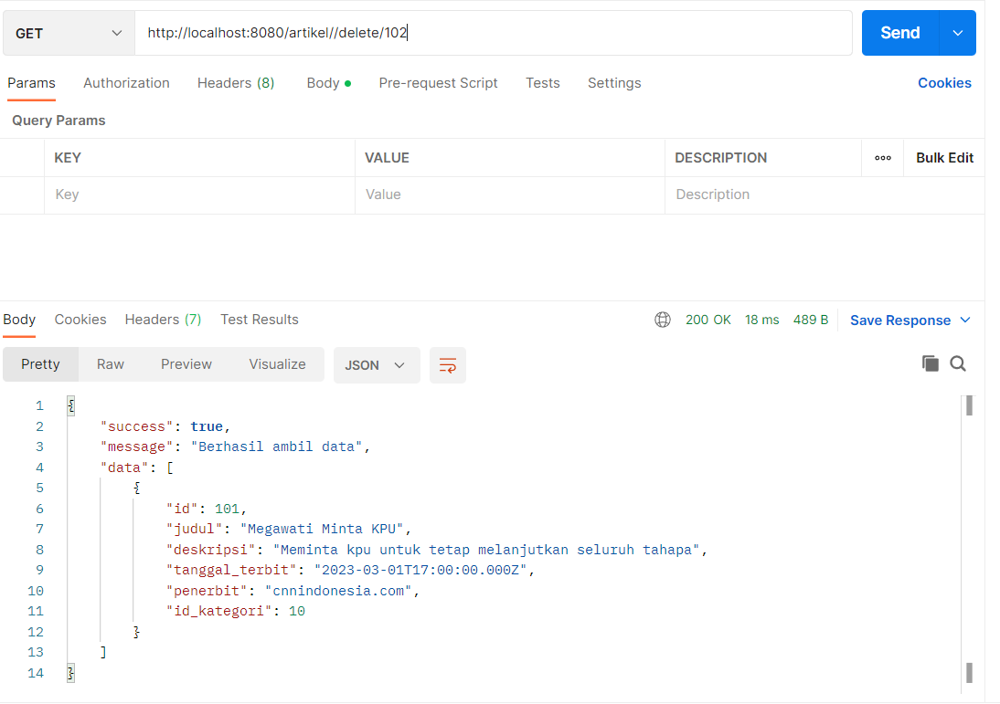 GET http://localhost:8080/artikel//delete/102 Send
Params Authorization Headers (8) Body Pre-request Script Tests Settings Cookies
Query Params
KEY VALUE DESCRIPTION Bulk Edit
Key Value Description
Body Cookies Headers (7) Test Results 200 OK 18 ms 489 B Save Response
Pretty Raw Preview Visualize JSON
1 {
2 "success": true,
3 "message": "Berhasil ambil data",
4 "data": [
5 {
6 "id": 101,
7 "judul": "Megawati Minta KPU",
8 "deskripsi": "Meminta kpu untuk tetap melanjutkan seluruh tahapa",
9 "tanggal_terbit": "2023-03-01T17:00:00.000Z",
10 "penerbit": "cnnindonesia.com",
11 "id_kategori": 10
12 }
13 ]
14 }